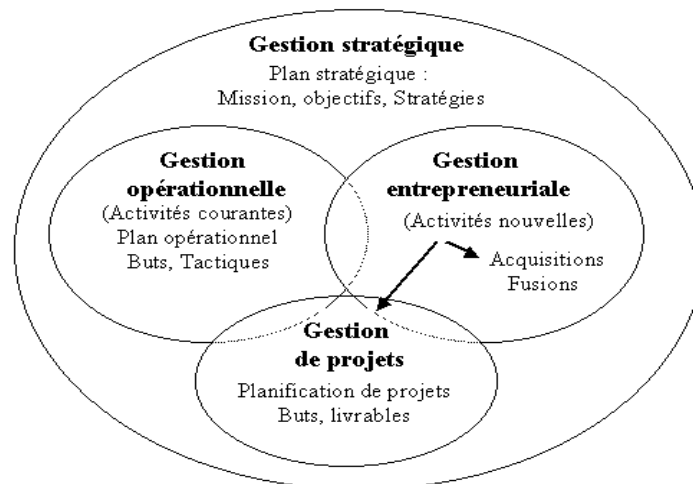 Gestion stratégique
Plan stratégique :
Mission, objectifs, Stratégies
Gestion
opérationnelle
(Activités courantes)
Plan opérationnel
Buts, Tactiques
Gestion
entrepreneuriale
(Activités nouvelles)
Acquisitions
Fusions
Gestion
de projets
Planification de projets
Buts, livrables